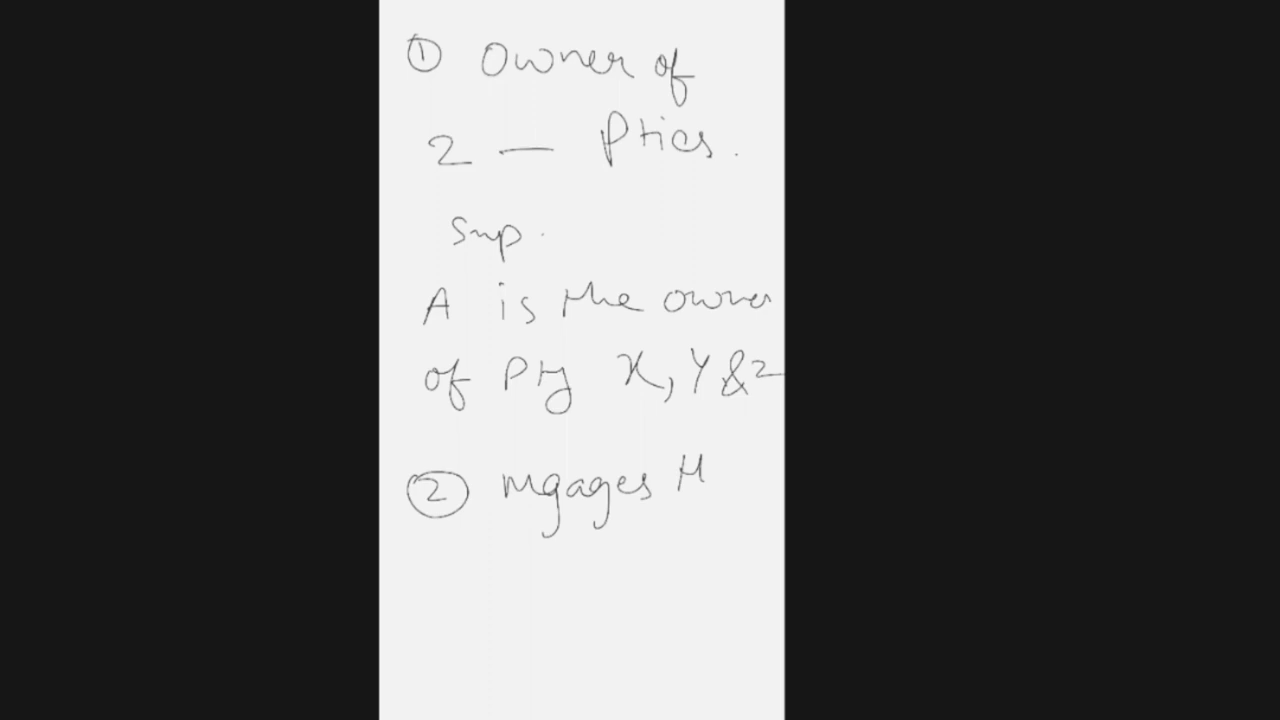 ① Owner of
2 — Pties.
Sup.
A is the owner
of Pty X, Y & Z
② mgages